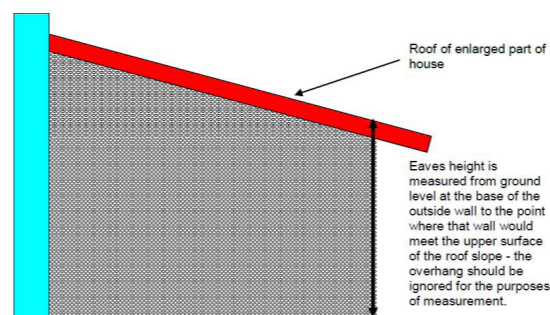 Roof of enlarged part of
house
Eaves height is
measured from ground
level at the base of the
outside wall to the point
where that wall would
meet the upper surface
of the roof slope - the
overhang should be
ignored for the purposes
of measurement.